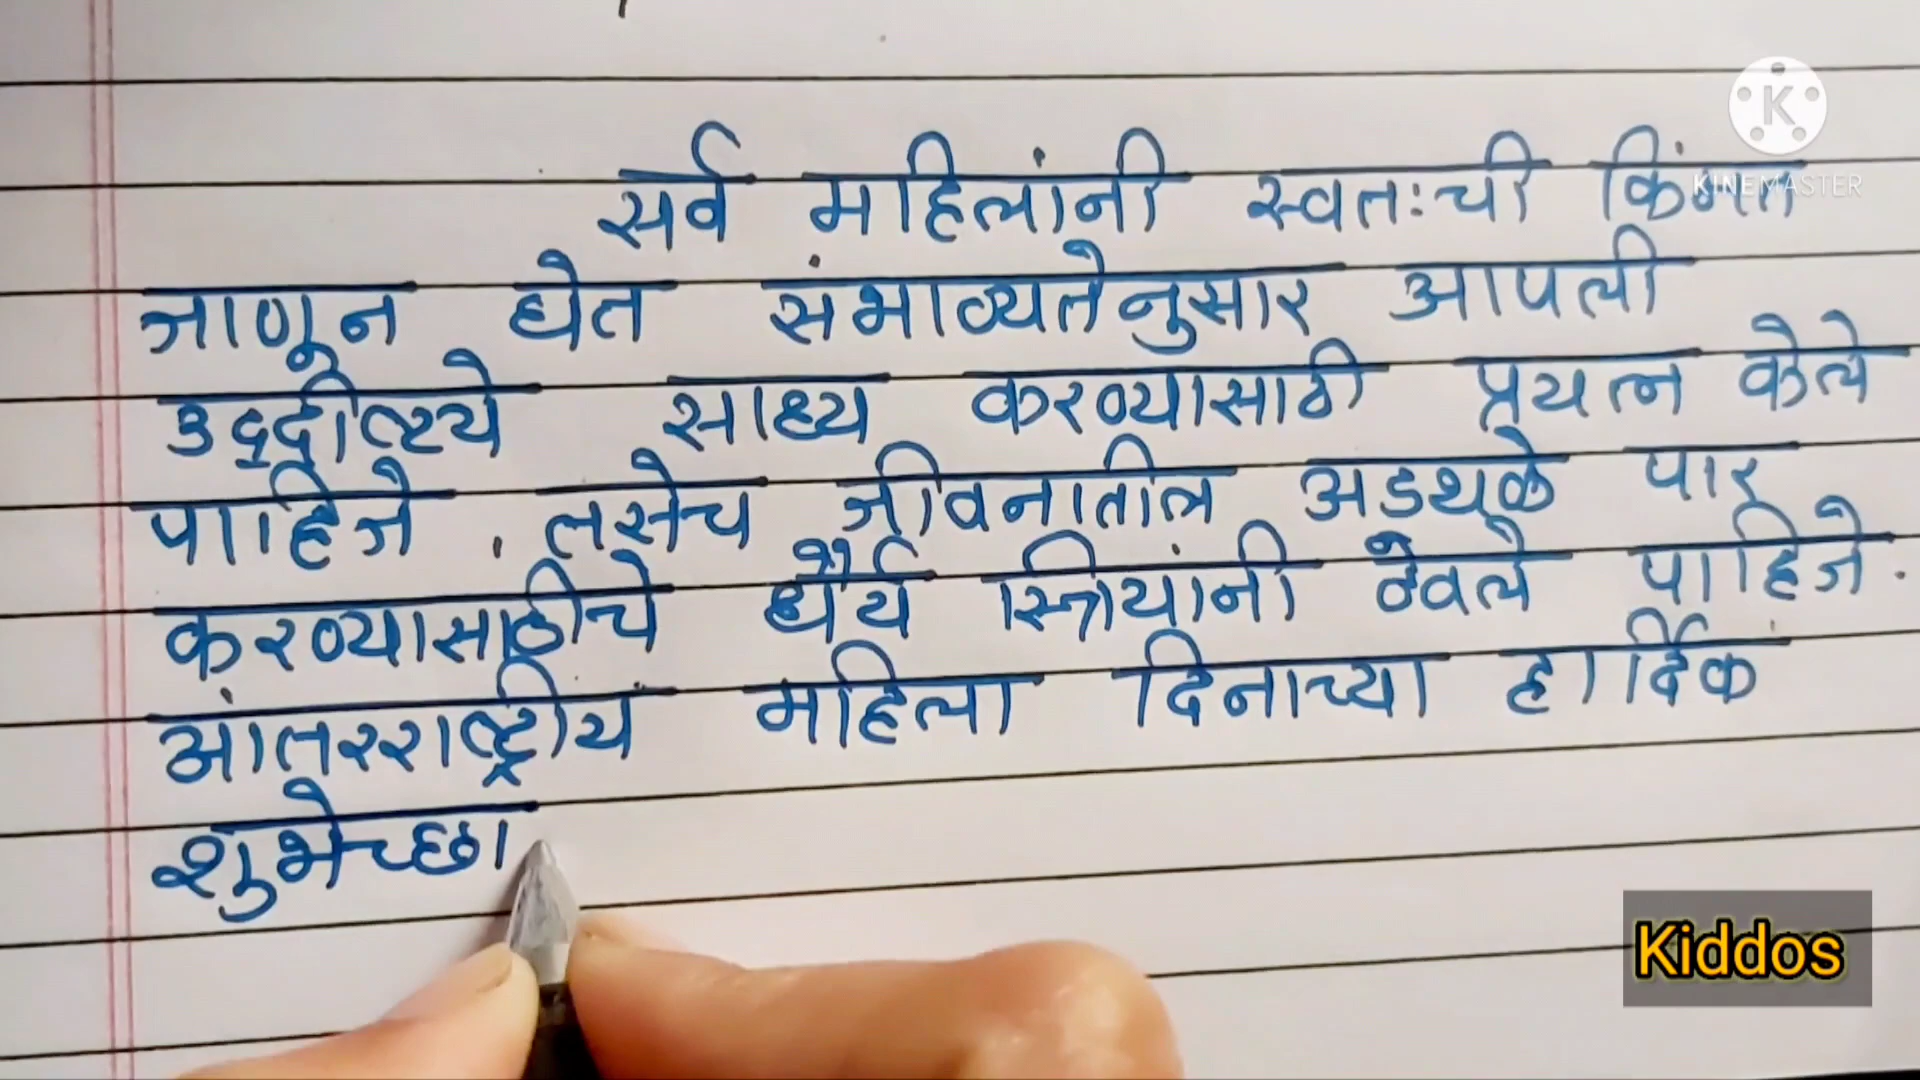 K
KINEMASTER
सर्व महिलांनी स्वतःची किंमत
जाणून घेत संभाव्यतेनुसार आपली
उद्दीष्ट्ये साध्य करण्यासाठी प्रयत्न केले
पाहिजे . तसेच जीवनातील अडथळे पार
करण्यासाठीचे धैर्य स्त्रियांनी ठेवले पाहिजे .
आंतरराष्ट्रीय महिला दिनाच्या हार्दिक
शुभेच्छा
Kiddos